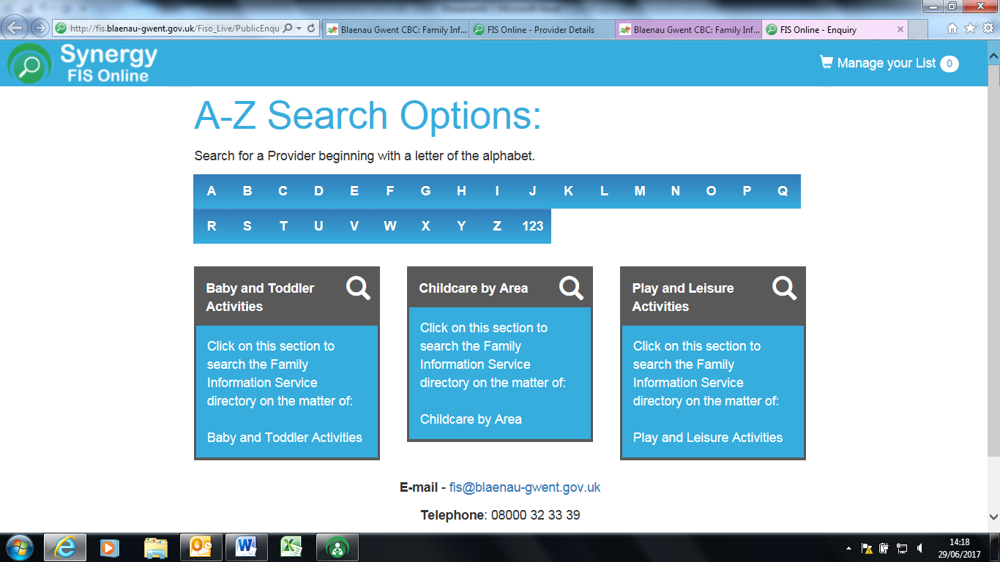 http://fis.blaenau-gwent.gov.uk/Fiso_Live/PublicEnqu
Blaenau Gwent CBC: Family Inf...
FIS Online - Provider Details
Blaenau Gwent CBC: Family Inf...
FIS Online - Enquiry
Synergy
FIS Online
Manage your List 0
A-Z Search Options:
Search for a Provider beginning with a letter of the alphabet.
A B C D E F G H I J K L M N O P Q
R S T U V W X Y Z 123
Baby and Toddler
Activities
Click on this section to
search the Family
Information Service
directory on the matter of:
Baby and Toddler Activities
Childcare by Area
Click on this section to
search the Family
Information Service
directory on the matter of:
Childcare by Area
Play and Leisure
Activities
Click on this section to
search the Family
Information Service
directory on the matter of:
Play and Leisure Activities
E-mail - fis@blaenau-gwent.gov.uk
Telephone: 08000 32 33 39
14:18
29/06/2017